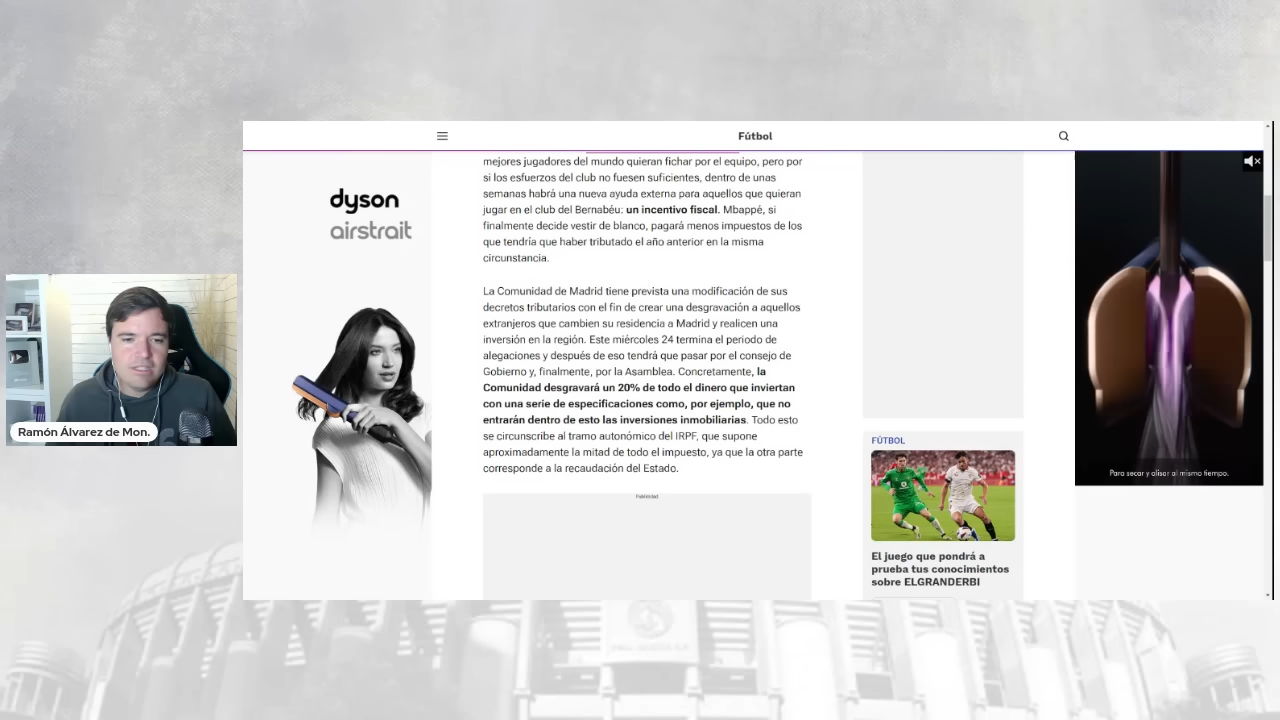 Fútbol
dyson
airstrait
mejores jugadores del mundo quieran fichar por el equipo, pero por
si los esfuerzos del club no fuesen suficientes, dentro de unas
semanas habrá una nueva ayuda externa para aquellos que quieran
jugar en el club del Bernabéu: un incentivo fiscal. Mbappé, si
finalmente decide vestir de blanco, pagará menos impuestos de los
que tendría que haber tributado el año anterior en la misma
circunstancia.
La Comunidad de Madrid tiene prevista una modificación de sus
decretos tributarios con el fin de crear una desgravación a aquellos
extranjeros que cambien su residencia a Madrid y realicen una
inversión en la región. Este miércoles 24 termina el periodo de
alegaciones y después de eso tendrá que pasar por el consejo de
Gobierno y, finalmente, por la Asamblea. Concretamente, la
Comunidad desgravará un 20% de todo el dinero que inviertan
con una serie de especificaciones como, por ejemplo, que no
entrarán dentro de esto las inversiones inmobiliarias. Todo esto
se circunscribe al tramo autonómico del IRPF, que supone
aproximadamente la mitad de todo el impuesto, ya que la otra parte
corresponde a la recaudación del Estado.
Publicidad
FÚTBOL
El juego que pondrá a
prueba tus conocimientos
sobre ELGRANDERBI
Para secar y alisar al mismo tiempo.
Ramón Álvarez de Mon.